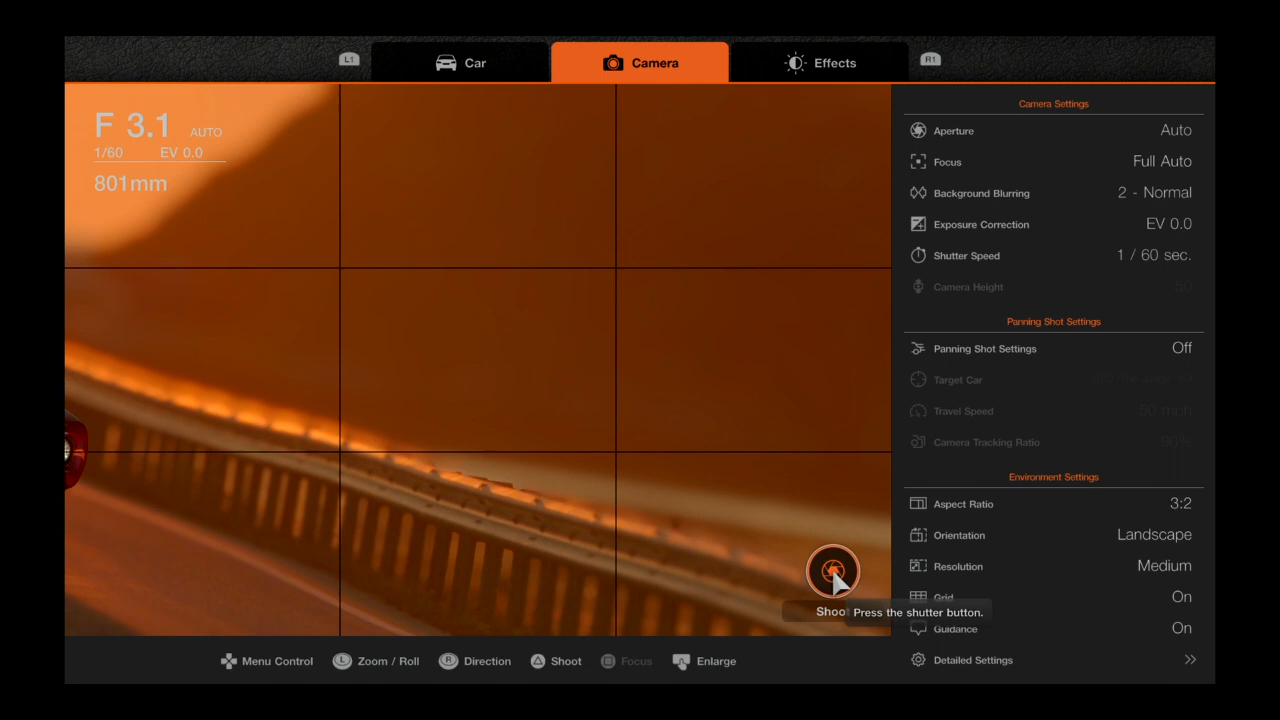 L1
Car
Camera
Effects
R1
F 3.1 AUTO
1/60 EV 0.0
801mm
Camera Settings
Aperture Auto
Focus Full Auto
Background Blurring 2 - Normal
Exposure Correction EV 0.0
Shutter Speed 1 / 60 sec.
Camera Height 50
Panning Shot Settings
Panning Shot Settings Off
Target Car
Travel Speed 50 mph
Camera Tracking Ratio 90%
Environment Settings
Aspect Ratio 3:2
Orientation Landscape
Resolution Medium
Grid On
Shoot
Press the shutter button.
Guidance On
Detailed Settings >>
Menu Control
L Zoom / Roll
R Direction
Shoot
Focus
Enlarge